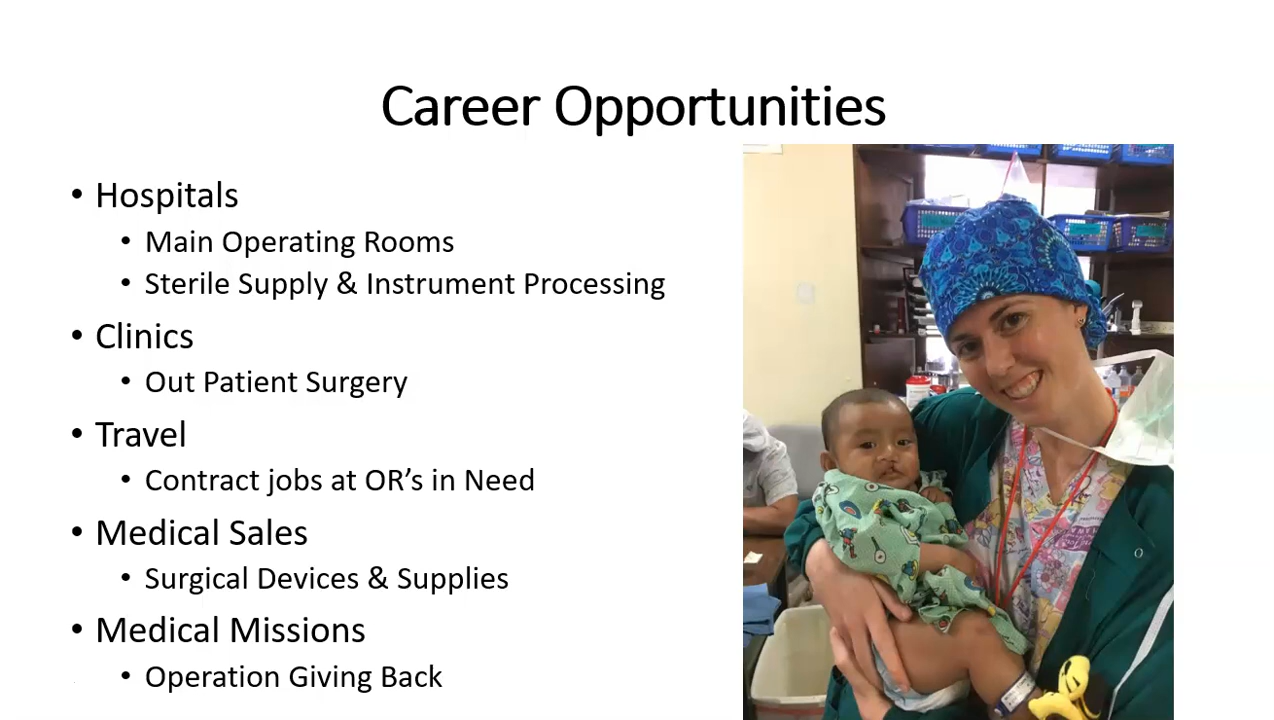 Career Opportunities
• Hospitals
• Main Operating Rooms
• Sterile Supply & Instrument Processing
• Clinics
• Out Patient Surgery
• Travel
• Contract jobs at OR’s in Need
• Medical Sales
• Surgical Devices & Supplies
• Medical Missions
• Operation Giving Back